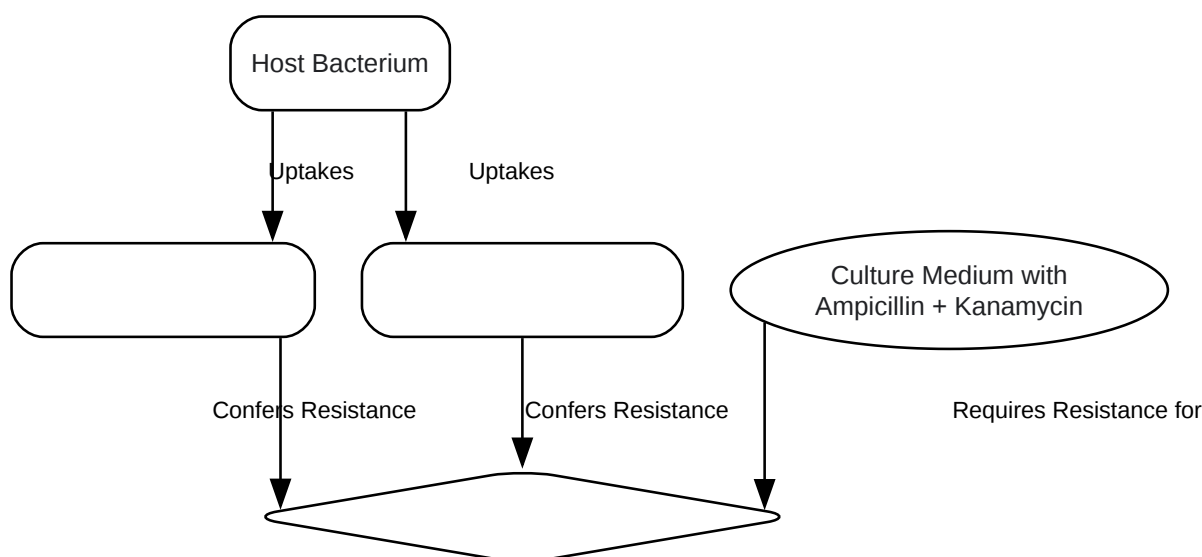 Host Bacterium
Uptakes
Uptakes
Culture Medium with
Ampicillin + Kanamycin
Confers Resistance
Confers Resistance
Requires Resistance for